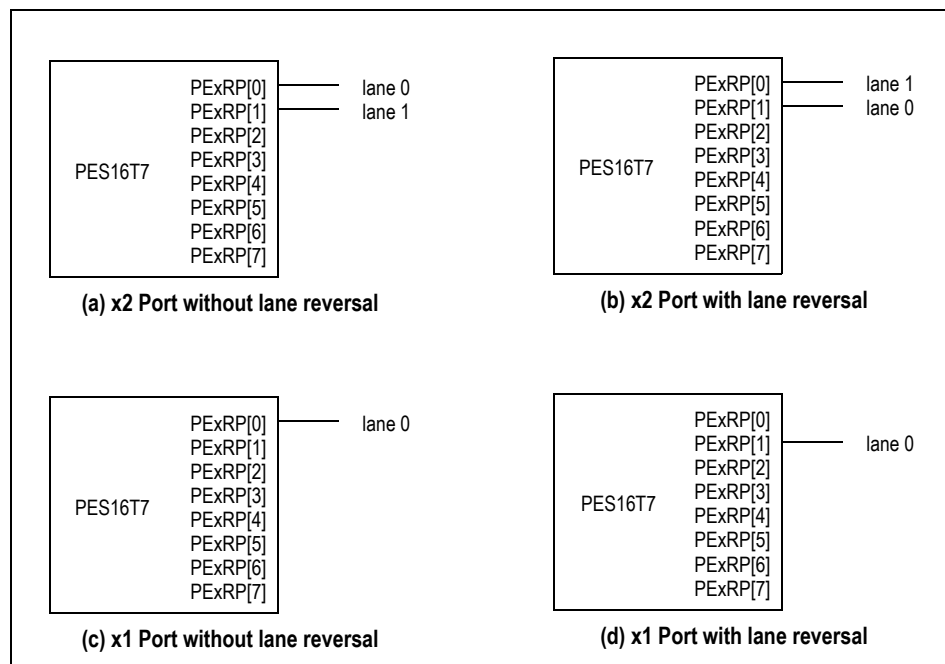 PExRP[0]
lane 0
PExRP[1]
lane 1
PExRP[2]
PExRP[3]
PES16T7
PExRP[4]
PExRP[5]
PExRP[6]
PExRP[7]
(a) x2 Port without lane reversal
PExRP[0]
lane 1
PExRP[1]
lane 0
PExRP[2]
PExRP[3]
PES16T7
PExRP[4]
PExRP[5]
PExRP[6]
PExRP[7]
(b) x2 Port with lane reversal
PExRP[0]
lane 0
PExRP[1]
PExRP[2]
PExRP[3]
PES16T7
PExRP[4]
PExRP[5]
PExRP[6]
PExRP[7]
(c) x1 Port without lane reversal
PExRP[0]
PExRP[1]
lane 0
PExRP[2]
PExRP[3]
PES16T7
PExRP[4]
PExRP[5]
PExRP[6]
PExRP[7]
(d) x1 Port with lane reversal